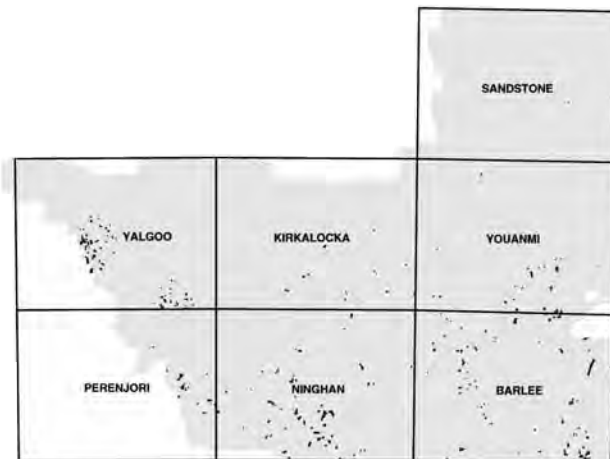 SANDSTONE
YALGOO
KIRKALOCKA
YOUANMI
PERENJORI
NINGHAN
BARLEE